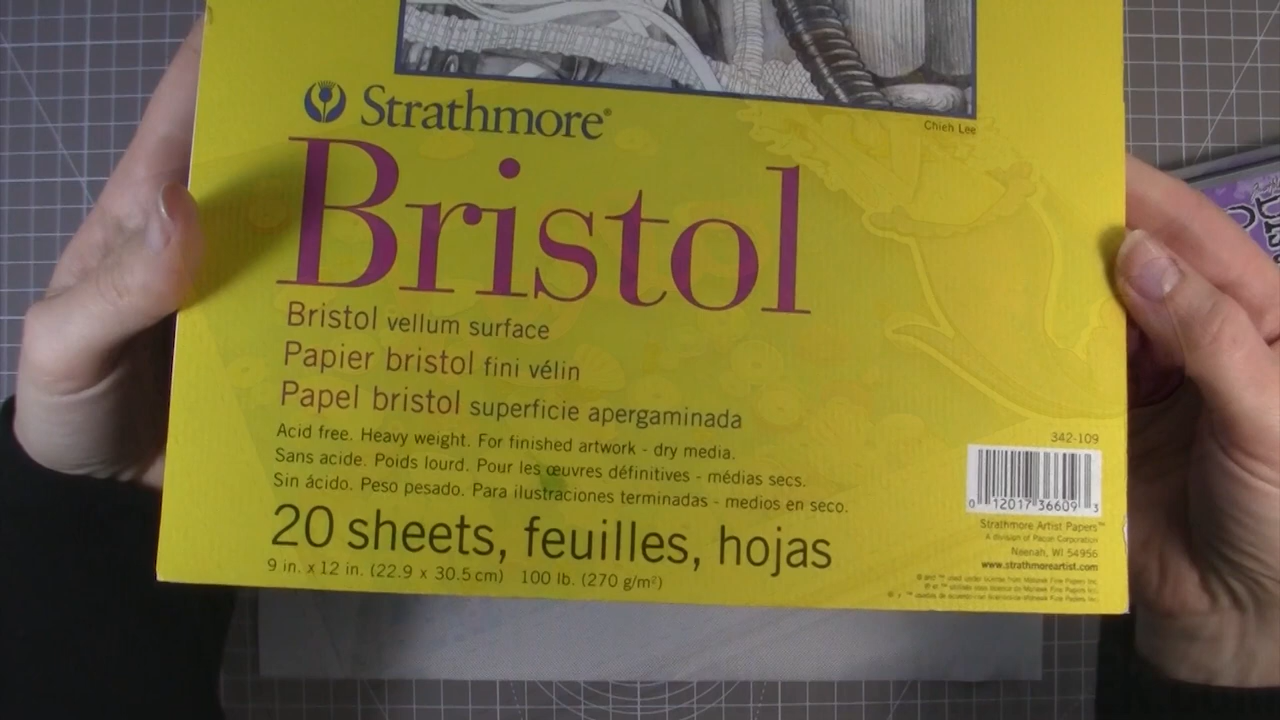 Chieh Lee
Strathmore®
Bristol
Bristol vellum surface
Papier bristol fini vélin
Papel bristol superficie apergaminada
Acid free. Heavy weight. For finished artwork - dry media.
Sans acide. Poids lourd. Pour les œuvres définitives - médias secs.
Sin ácido. Peso pesado. Para ilustraciones terminadas - medios en seco.
20 sheets, feuilles, hojas
9 in. x 12 in. (22.9 x 30.5 cm) 100 lb. (270 g/m²)
342-109
0 12017 36609 3
Strathmore Artist Papers™
A division of Pacon Corporation
Neenah, WI 54956
www.strathmoreartist.com